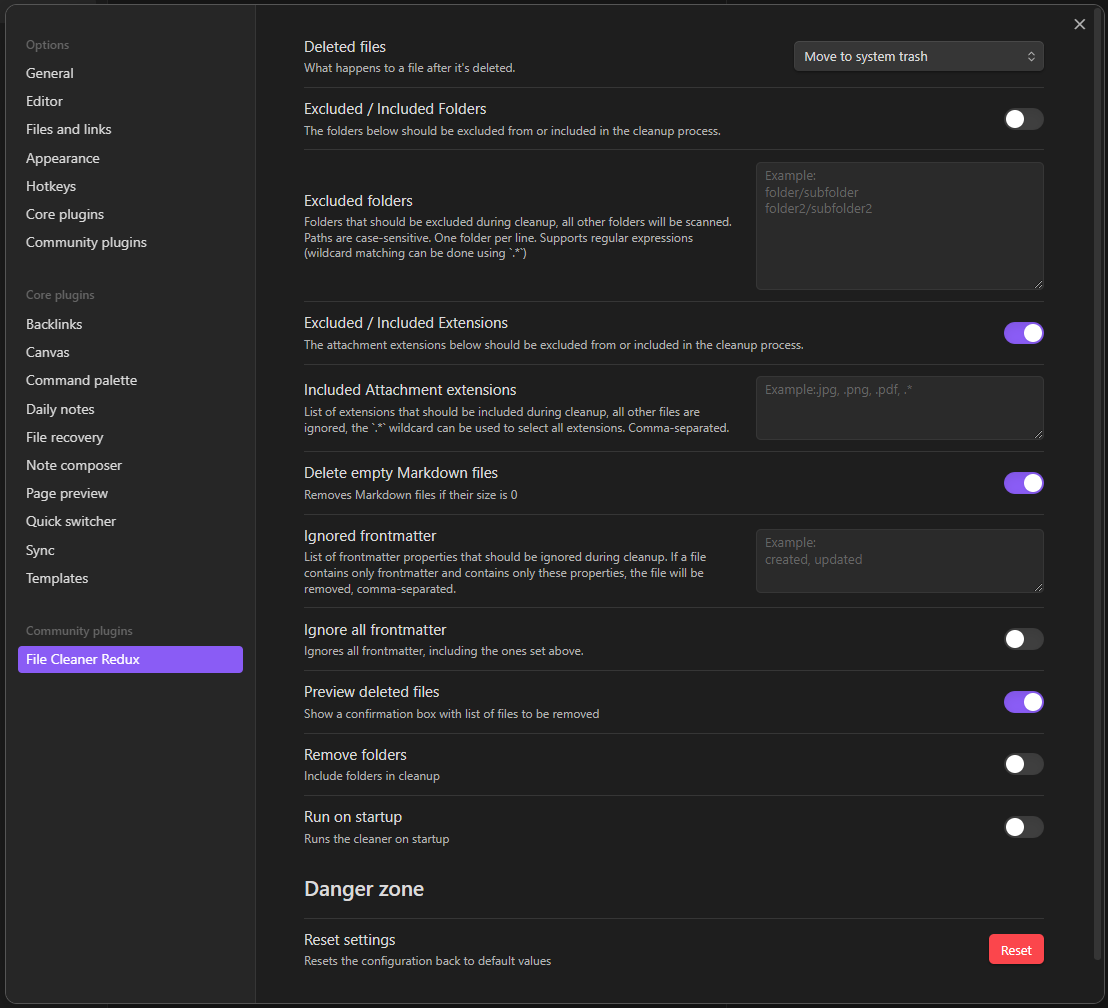 Options
General
Editor
Files and links
Appearance
Hotkeys
Core plugins
Community plugins
Core plugins
Backlinks
Canvas
Command palette
Daily notes
File recovery
Note composer
Page preview
Quick switcher
Sync
Templates
Community plugins
File Cleaner Redux
Deleted files
What happens to a file after it's deleted.
Move to system trash
Excluded / Included Folders
The folders below should be excluded from or included in the cleanup process.
Excluded folders
Folders that should be excluded during cleanup, all other folders will be scanned.
Paths are case-sensitive. One folder per line. Supports regular expressions
(wildcard matching can be done using `.*`)
Example:
folder/subfolder
folder2/subfolder2
Excluded / Included Extensions
The attachment extensions below should be excluded from or included in the cleanup process.
Included Attachment extensions
List of extensions that should be included during cleanup, all other files are
ignored, the `.*` wildcard can be used to select all extensions. Comma-separated.
Example:.jpg, .png, .pdf, .*
Delete empty Markdown files
Removes Markdown files if their size is 0
Ignored frontmatter
List of frontmatter properties that should be ignored during cleanup. If a file
contains only frontmatter and contains only these properties, the file will be
removed, comma-separated.
Example:
created, updated
Ignore all frontmatter
Ignores all frontmatter, including the ones set above.
Preview deleted files
Show a confirmation box with list of files to be removed
Remove folders
Include folders in cleanup
Run on startup
Runs the cleaner on startup
Danger zone
Reset settings
Resets the configuration back to default values
Reset